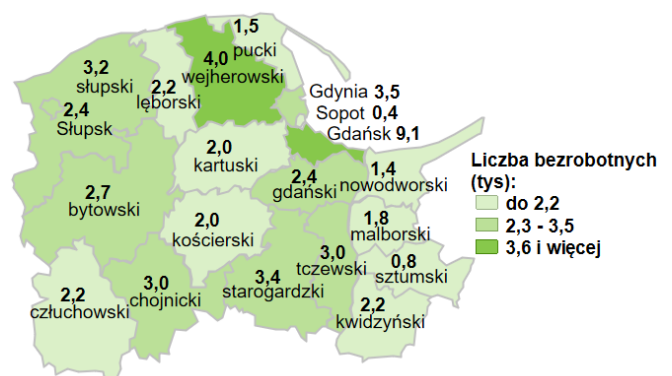 1,5
pucki
4,0
wejherowski
3,2
słupski
2,2
lęborski
2,4
Słupsk
Gdynia 3,5
Sopot 0,4
Gdańsk 9,1
2,0
kartuski
2,4
gdański
1,4
nowodworski
2,7
bytowski
2,0
kościerski
1,8
malborski
3,0
tczewski
0,8
sztumski
2,2
człuchowski
3,0
chojnicki
3,4
starogardzki
2,2
kwidzyński
Liczba bezrobotnych
(tys):
do 2,2
2,3 - 3,5
3,6 i więcej